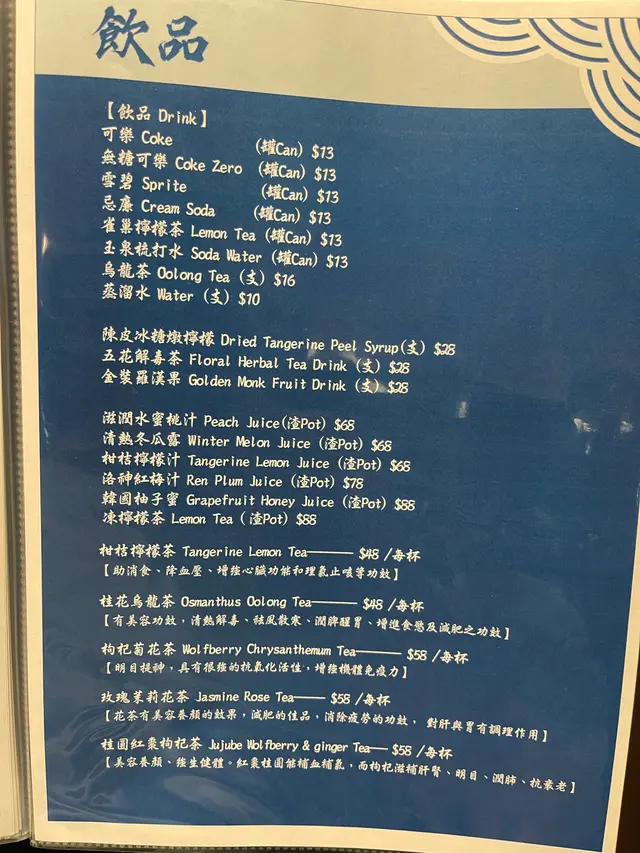 飲品
【飲品 Drink】
可樂 Coke (罐Can) $13
無糖可樂 Coke Zero (罐Can) $13
雪碧 Sprite (罐Can) $13
忌廉 Cream Soda (罐Can) $13
雀巢檸檬茶 Lemon Tea (罐Can) $13
玉泉梳打水 Soda Water (罐Can) $13
烏龍茶 Oolong Tea (支) $16
蒸溜水 Water (支) $10
陳皮冰糖燉檸檬 Dried Tangerine Peel Syrup(支) $28
五花解毒茶 Floral Herbal Tea Drink (支) $28
金裝羅漢果 Golden Monk Fruit Drink (支) $28
滋潤水蜜桃汁 Peach Juice(渣Pot) $68
清熱冬瓜露 Winter Melon Juice (渣Pot) $68
柑桔檸檬汁 Tangerine Lemon Juice (渣Pot) $68
洛神紅梅汁 Ren Plum Juice (渣Pot) $78
韓國柚子蜜 Grapefruit Honey Juice (渣Pot) $88
凍檸檬茶 Lemon Tea ( 渣Pot) $88
柑桔檸檬茶 Tangerine Lemon Tea—— $48 /每杯
【助消食、降血壓、增強心臟功能和理氣止咳等功效】
桂花烏龍茶 Osmanthus Oolong Tea—— $48 /每杯
【有美容功效，清熱解毒、祛風散寒、潤脾醒胃、增進食慾及減肥之功效】
枸杞菊花茶 Wolfberry Chrysanthemum Tea—— $58 /每杯
【明目提神，具有很強的抗氧化活性，增強機體免疫力】
玫瑰茉莉花茶 Jasmine Rose Tea—— $58 /每杯
【花茶有美容養顏的效果，減肥的佳品，消除疲勞的功效， 對肝與胃有調理作用】
桂圓紅棗枸杞茶 Jujube Wolfberry & ginger Tea— $58 /每杯
【美容養顏、強生健體。紅棗桂圓能補血補氣，而枸杞滋補肝腎、明目、潤肺、抗衰老】